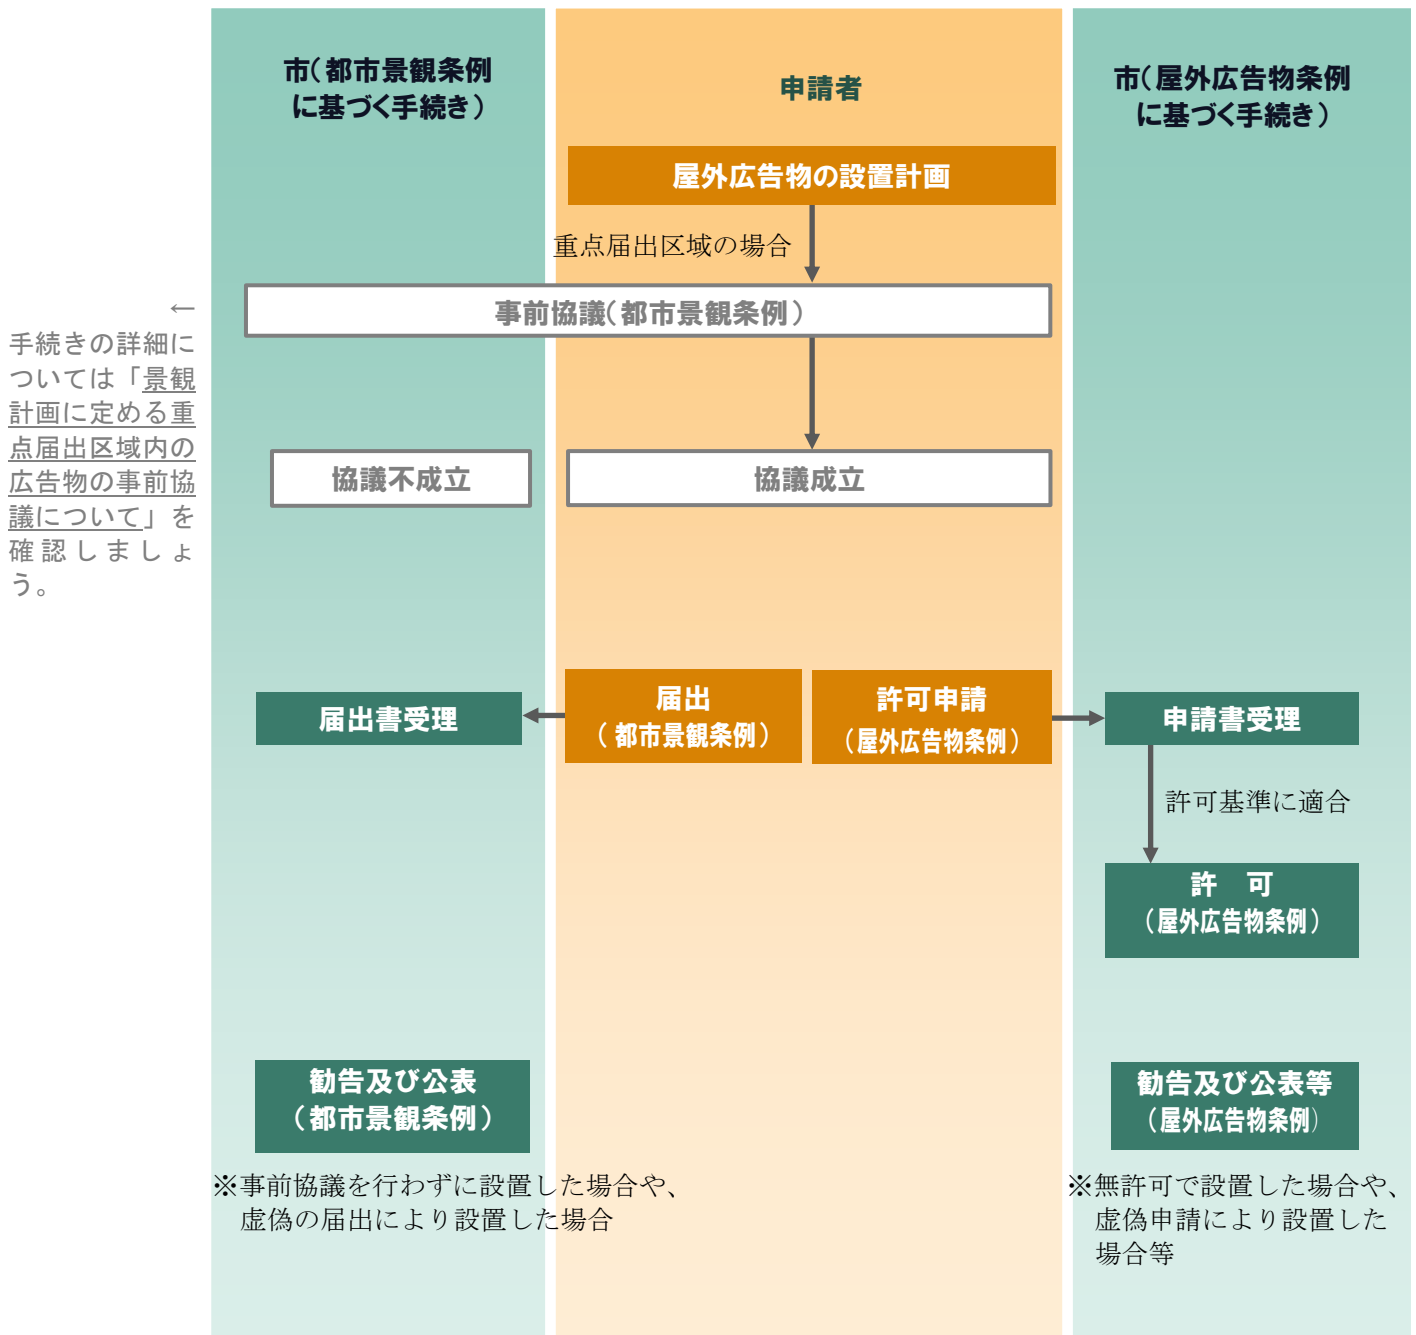 市(都市景観条例
に基づく手続き)
申請者
市(屋外広告物条例
に基づく手続き)
屋外広告物の設置計画
重点届出区域の場合
事前協議(都市景観条例)
←
手続きの詳細に
ついては「景観
計画に定める重
点届出区域内の
広告物の事前協
議について」を
確認しましょ
う。
協議不成立
協議成立
届出書受理
届出
(都市景観条例)
許可申請
(屋外広告物条例)
申請書受理
許可基準に適合
許　可
(屋外広告物条例)
勧告及び公表
(都市景観条例)
※事前協議を行わずに設置した場合や、
虚偽の届出により設置した場合
勧告及び公表等
(屋外広告物条例)
※無許可で設置した場合や、
虚偽申請により設置した
場合等